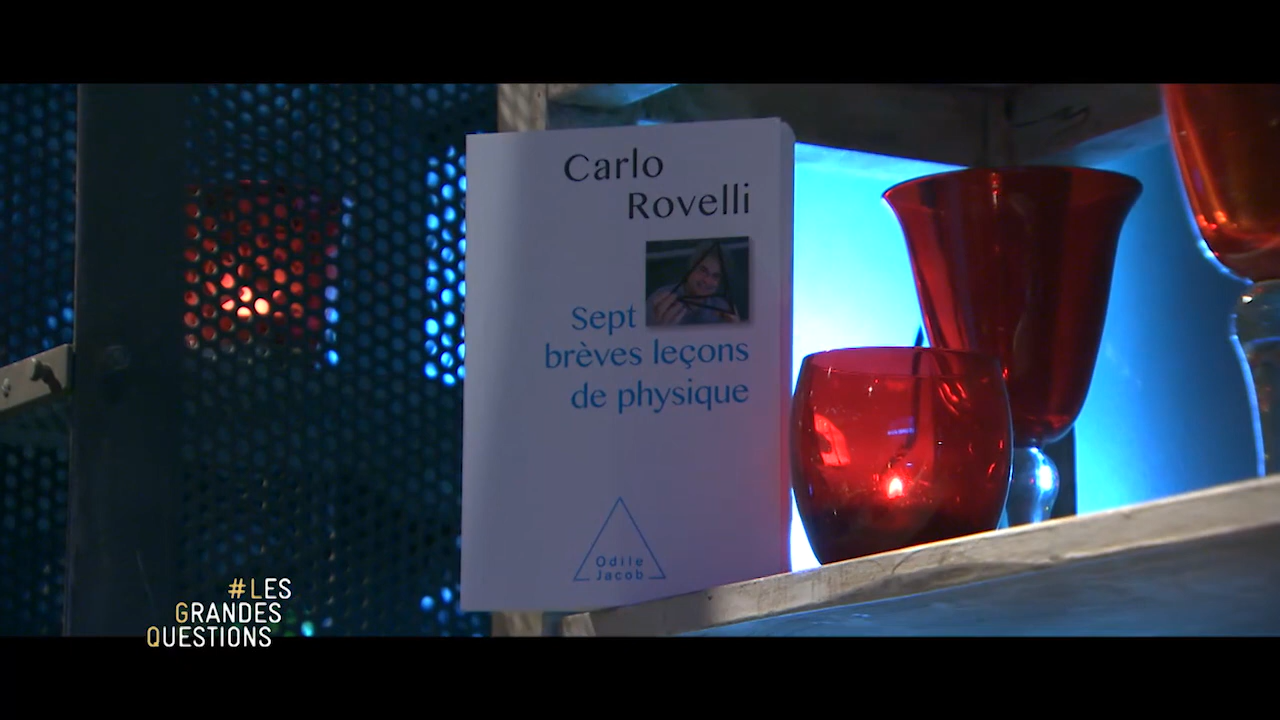 Carlo
Rovelli
Sept
brèves leçons
de physique
Odile
Jacob
#LES
GRANDES
QUESTIONS